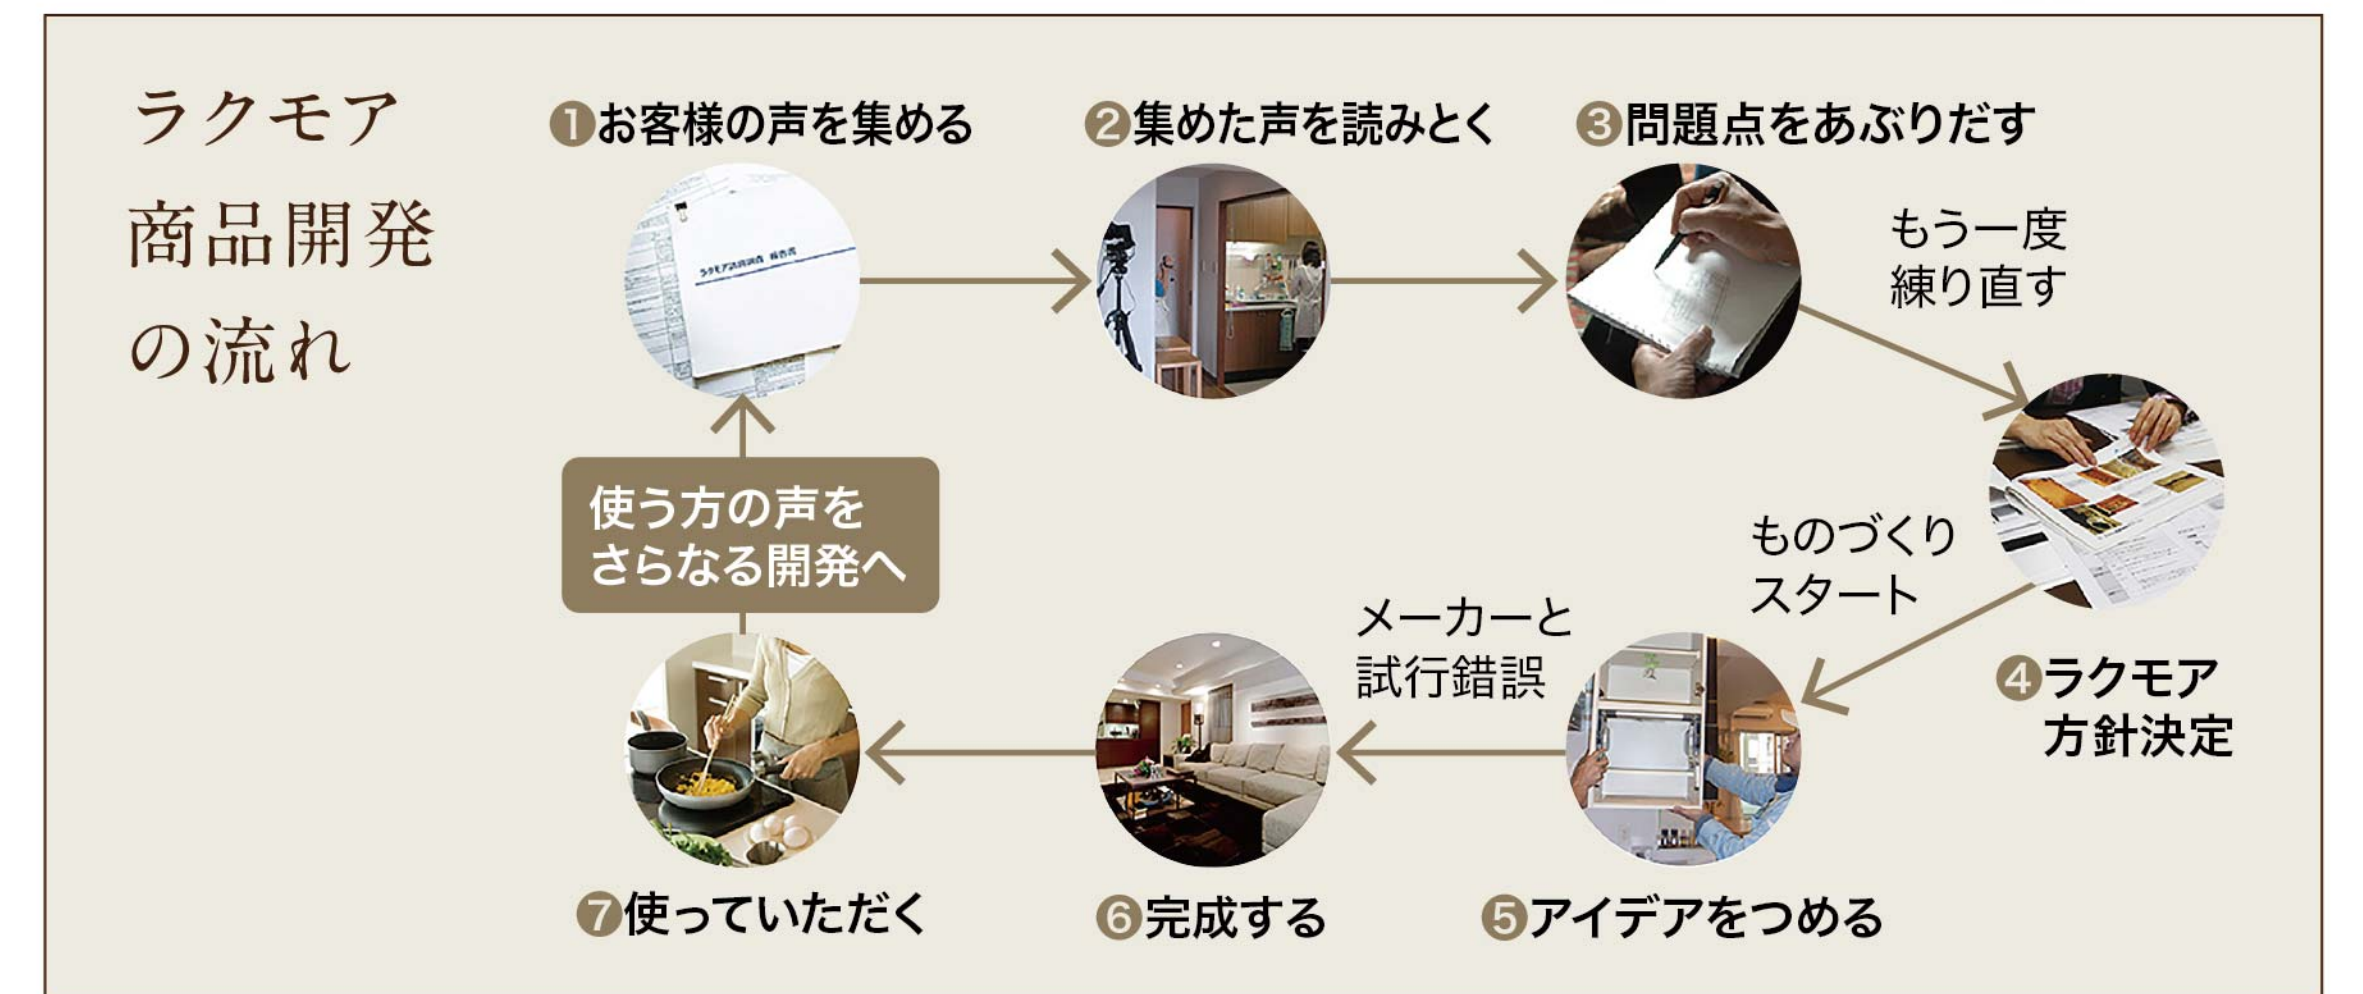 ラクモア
商品開発
の流れ
❶お客様の声を集める
❷集めた声を読みとく
❸問題点をあぶりだす
もう一度
練り直す
❹ラクモア
方針決定
ものづくり
スタート
❺アイデアをつめる
メーカーと
試行錯誤
❻完成する
❼使っていただく
使う方の声を
さらなる開発へ